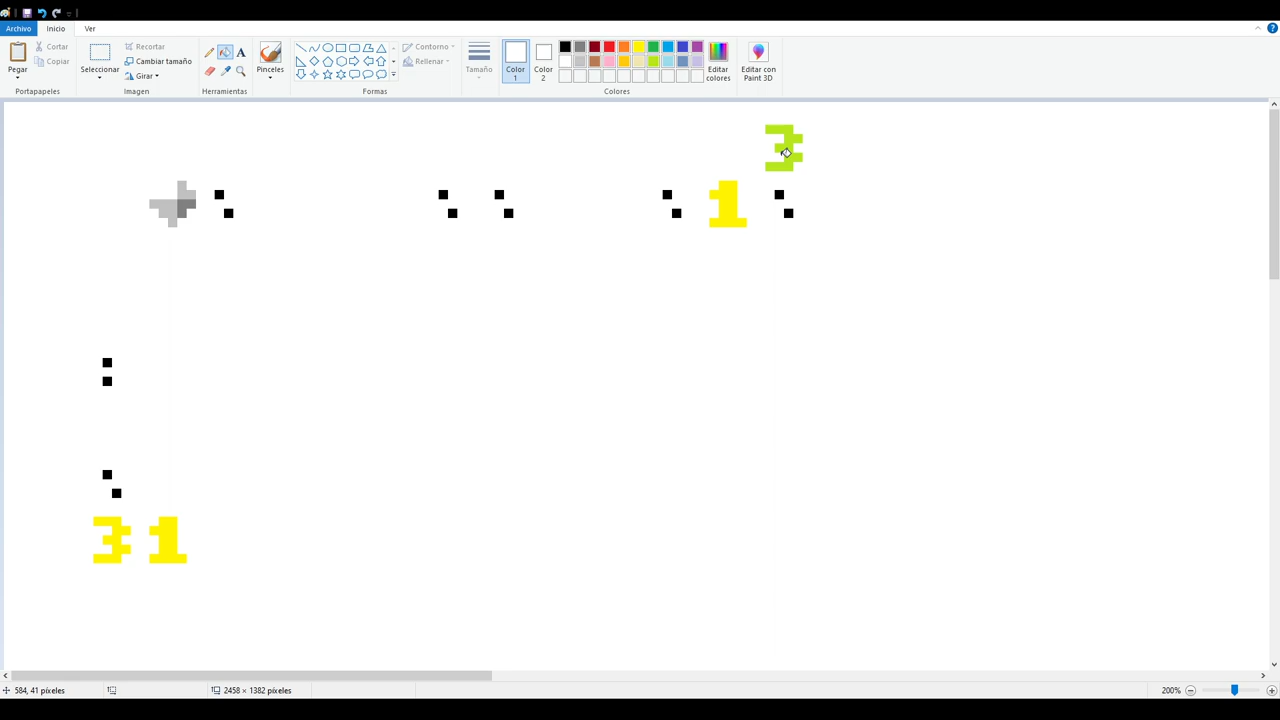 Archivo Inicio Ver
Pegar
Cortar
Copiar
Portapapeles
Seleccionar
Recortar
Cambiar tamaño
Girar
Imagen
A
Herramientas
Pinceles
Contorno
Rellenar
Formas
Tamaño
Color 1
Color 2
Editar colores
Colores
Editar con Paint 3D
3
1
3 1
584, 41 píxeles
2458 × 1382 píxeles
200%